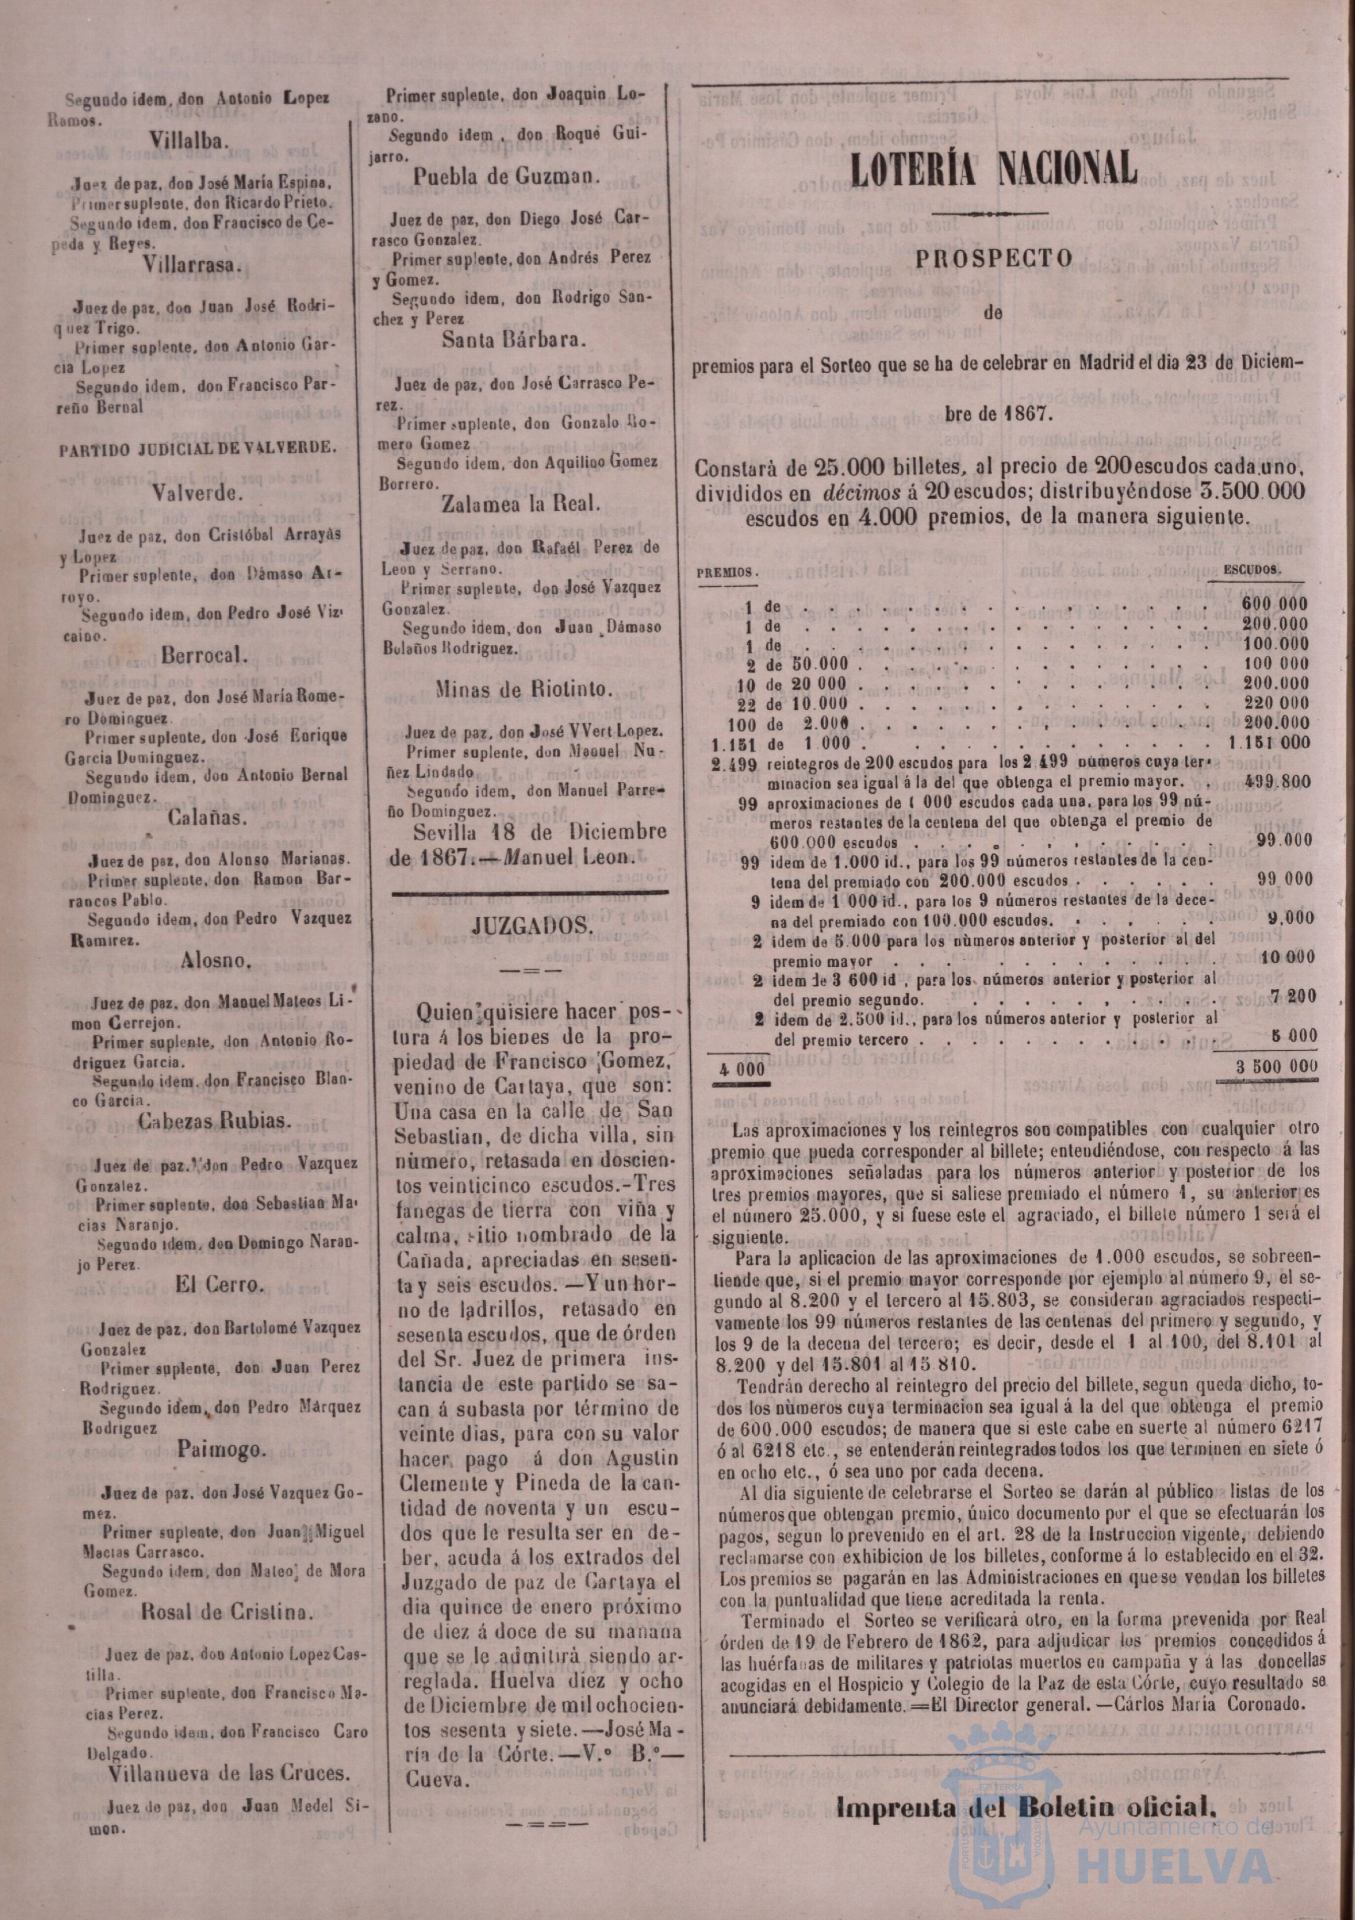 Segundo idem, don Antonio Lopez
Ramos.
Villalba.
Juez de paz, don José María Espina,
Primer suplente, don Ricardo Prieto.
Segundo idem, don Francisco de Ce-
peda y Reyes.
Villarrasa.
Juez de paz, don Juan José Rodri-
quez Trigo.
Primer suplente, don Antonio Gar-
cia Lopez
Segundo idem, don Francisco Par-
reño Bernal
PARTIDO JUDICIAL DE VALVERDE.
Valverde.
Juez de paz, don Cristóbal Arrayás
y Lopez
Primer suplente, don Dámaso Ar-
royo.
Segundo idem, don Pedro José Viz-
caino.
Berrocal.
Juez de paz, don José María Rome-
ro Dominguez.
Primer suplente, don José Enrique
Garcia Dominguez.
Segundo idem, don Antonio Bernal
Dominguez.
Calañas.
Juez de paz, don Alonso Marianas.
Primer suplente, don Ramon Bar-
rancos Pablo.
Segundo idem, don Pedro Vazquez
Ramirez.
Alosno.
Juez de paz, don Manuel Mateos Li-
mon Cerrejon.
Primer suplente, don Antonio Ro-
driguez Garcia.
Segundo idem, don Francisco Blan-
co Garcia.
Cabezas Rubias.
Juez de paz, don Pedro Vazquez
Gonzalez.
Primer suplente, don Sebastian Ma-
cias Naranjo.
Segundo idem, don Domingo Naran-
jo Perez.
El Cerro.
Juez de paz, don Bartolomé Vazquez
Gonzalez
Primer suplente, don Juan Perez
Rodriguez.
Segundo idem, don Pedro Márquez
Rodriguez
Paimogo.
Juez de paz, don José Vazquez Go-
mez.
Primer suplente, don Juan Miguel
Macias Carrasco.
Segundo idem, don Mateo de Mora
Gomez.
Rosal de Cristina.
Juez de paz, don Antonio Lopez Cas-
tilla.
Primer suplente, don Francisco Ma-
cias Perez.
Segundo idem, don Francisco Caro
Delgado.
Villanueva de las Cruces.
Juez de paz, don Juan Medel Si-
mon.
Primer suplente, don Joaquin Lo-
zano.
Segundo idem, don Roque Gui-
jarro.
Puebla de Guzman.
Juez de paz, don Diego José Car-
rasco Gonzalez.
Primer suplente, don Andrés Perez
y Gomez.
Segundo idem, don Rodrigo San-
chez y Perez
Santa Bárbara.
Juez de paz, don José Carrasco Pe-
rez.
Primer suplente, don Gonzalo Ro-
mero Gomez
Segundo idem, don Aquilino Gomez
Borrero.
Zalamea la Real.
Juez de paz, don Rafaél Perez de
Leon y Serrano.
Primer suplente, don José Vazquez
Gonzalez.
Segundo idem, don Juan Dámaso
Bolaños Rodriguez.
Minas de Riotinto.
Juez de paz, don José VVert Lopez.
Primer suplente, don Manuel Nu-
ñez Lindado
Segundo idem, don Manuel Parre-
ño Dominguez.
Sevilla 18 de Diciembre
de 1867.—Manuel Leon.
JUZGADOS.
Quien quisiere hacer pos-
tura á los bienes de la pro-
piedad de Francisco Gomez,
venino de Cartaya, que son:
Una casa en la calle de San
Sebastian, de dicha villa, sin
número, retasada en doscien-
tos veinticinco escudos.-Tres
fanegas de tierra con viña y
calma, sitio nombrado de la
Cañada, apreciadas en sesen-
ta y seis escudos.—Y un hor-
no de ladrillos, retasado en
sesenta escudos, que de órden
del Sr. Juez de primera ins-
tancia de este partido se sa-
can á subasta por término de
veinte dias, para con su valor
hacer pago á don Agustin
Clemente y Pineda de la can-
tidad de noventa y un escu-
dos que le resulta ser en de-
ber, acuda á los extrados del
Juzgado de paz de Cartaya el
dia quince de enero próximo
de diez á doce de su mañana
que se le admitirá siendo ar-
reglada. Huelva diez y ocho
de Diciembre de mil ochocien-
tos sesenta y siete.—José Ma-
ría de la Córte.—V.º B.º—
Cueva.
LOTERÍA NACIONAL
PROSPECTO
de
premios para el Sorteo que se ha de celebrar en Madrid el dia 23 de Diciem-
bre de 1867.
Constará de 25.000 billetes, al precio de 200 escudos cada uno,
divididos en décimos á 20 escudos; distribuyéndose 3.500.000
escudos en 4.000 premios, de la manera siguiente.
PREMIOS. ESCUDOS.
1 de . . . . . . . . 600 000
1 de . . . . . . . . 200.000
1 de . . . . . . . . 100.000
2 de 50.000 . . . . . . . . 100 000
10 de 20 000 . . . . . . . . 200.000
22 de 10.000 . . . . . . . . 220 000
100 de 2.000 . . . . . . . . 200.000
1.151 de 1 000 . . . . . . . . 1.151 000
2.499 reintegros de 200 escudos para los 2 499 números cuya ter-
minacion sea igual á la del que obtenga el premio mayor. . 499.800
99 aproximaciones de 1 000 escudos cada una, para los 99 nú-
meros restantes de la centena del que obtenga el premio de
600.000 escudos . . . . . . . . 99.000
99 idem de 1.000 id., para los 99 números restantes de la cen-
tena del premiado con 200.000 escudos . . . . . . 99 000
9 idem de 1 000 id., para los 9 números restantes de la dece-
na del premiado con 100.000 escudos. . . . . . 9,000
2 idem de 5.000 para los números anterior y posterior al del
premio mayor . . . . . . . . 10 000
2 idem de 3 600 id , para los números anterior y posterior al
del premio segundo. . . . . . . . 7 200
2 idem de 2.500 id., para los números anterior y posterior al
del premio tercero . . . . . . . . 5 000
4 000 3 500 000
Las aproximaciones y los reintegros son compatibles con cualquier otro
premio que pueda corresponder al billete; entendiéndose, con respecto á las
aproximaciones señaladas para los números anterior y posterior de los
tres premios mayores, que si saliese premiado el número 1, su anterior es
el número 25.000, y si fuese este el agraciado, el billete número 1 será el
siguiente.
Para la aplicacion de las aproximaciones de 1.000 escudos, se sobreen-
tiende que, si el premio mayor corresponde por ejemplo al número 9, el se-
gundo al 8.200 y el tercero al 15.803, se consideran agraciados respecti-
vamente los 99 números restantes de las centenas del primero y segundo, y
los 9 de la decena del tercero; es decir, desde el 1 al 100, del 8.101 al
8.200 y del 15.801 al 15.810.
Tendrán derecho al reintegro del precio del billete, segun queda dicho, to-
dos los números cuya terminacion sea igual á la del que obtenga el premio
de 600.000 escudos; de manera que si este cabe en suerte al número 6217
ó al 6218 etc., se entenderán reintegrados todos los que terminen en siete ó
en ocho etc., ó sea uno por cada decena.
Al dia siguiente de celebrarse el Sorteo se darán al público listas de los
números que obtengan premio, único documento por el que se efectuarán los
pagos, segun lo prevenido en el art. 28 de la Instruccion vigente, debiendo
reclamarse con exhibicion de los billetes, conforme á lo establecido en el 32.
Los premios se pagarán en las Administraciones en que se vendan los billetes
con la puntualidad que tiene acreditada la renta.
Terminado el Sorteo se verificará otro, en la forma prevenida por Real
órden de 19 de Febrero de 1862, para adjudicar los premios concedidos á
las huérfanas de militares y patriotas muertos en campaña y á las doncellas
acogidas en el Hospicio y Colegio de la Paz de esta Córte, cuyo resultado se
anunciará debidamente.=El Director general.—Cárlos María Coronado.
Imprenta del Boletin oficial.
Ayuntamiento de
HUELVA